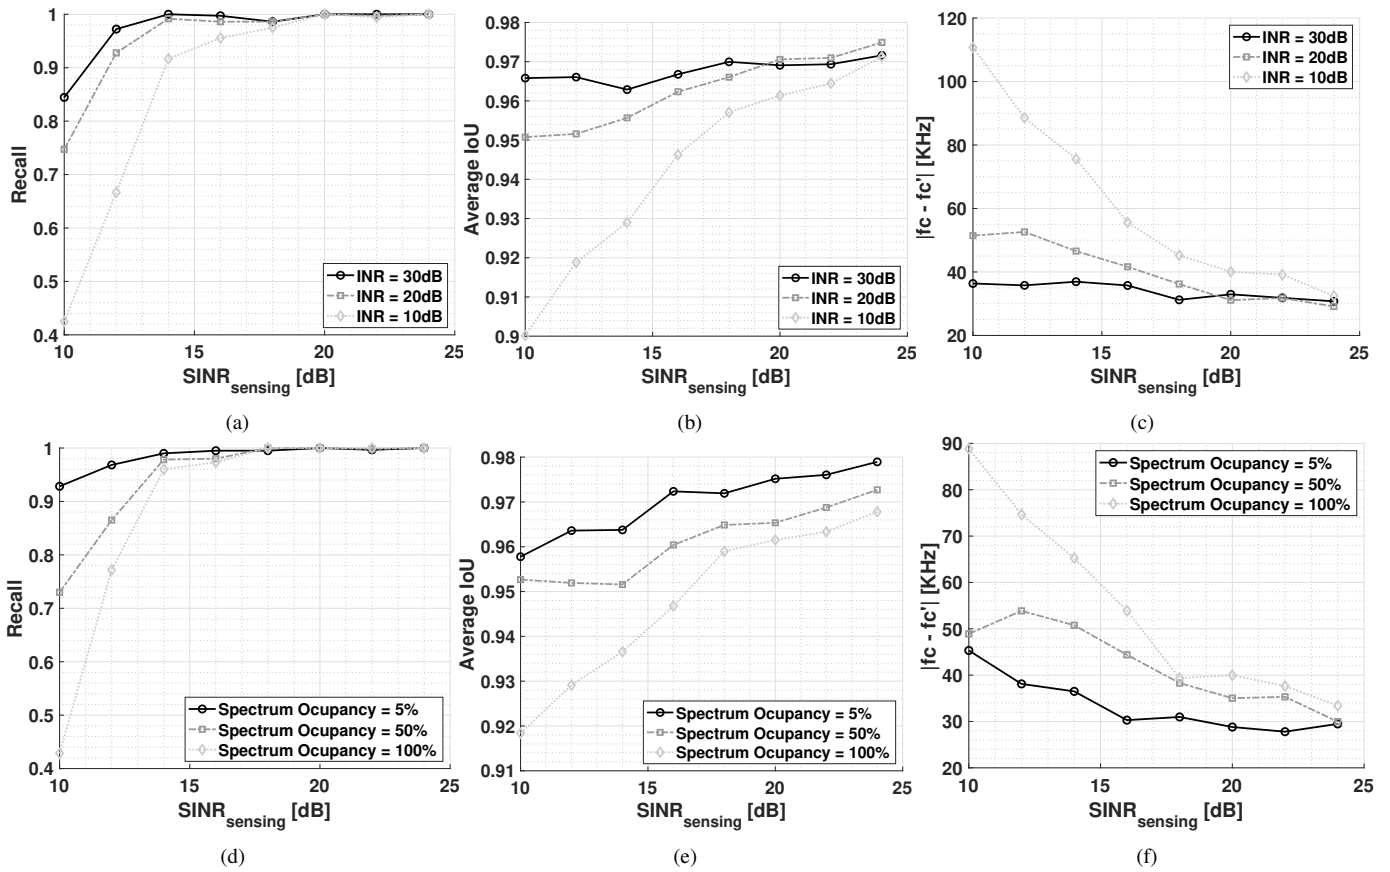 1
0.9
0.8
0.7
0.6
0.5
0.4
10
15
20
25
Recall
SINRsensing [dB]
INR = 30dB
INR = 20dB
INR = 10dB
(a)
0.98
0.97
0.96
0.95
0.94
0.93
0.92
0.91
0.9
10
15
20
25
Average IoU
SINRsensing [dB]
INR = 30dB
INR = 20dB
INR = 10dB
(b)
120
100
80
60
40
20
10
15
20
25
|fc - fc'| [KHz]
SINRsensing [dB]
INR = 30dB
INR = 20dB
INR = 10dB
(c)
1
0.9
0.8
0.7
0.6
0.5
0.4
10
15
20
25
Recall
SINRsensing [dB]
Spectrum Ocupancy = 5%
Spectrum Ocupancy = 50%
Spectrum Ocupancy = 100%
(d)
0.98
0.97
0.96
0.95
0.94
0.93
0.92
0.91
10
15
20
25
Average IoU
SINRsensing [dB]
Spectrum Ocupancy = 5%
Spectrum Ocupancy = 50%
Spectrum Ocupancy = 100%
(e)
90
80
70
60
50
40
30
20
10
15
20
25
|fc - fc'| [KHz]
SINRsensing [dB]
Spectrum Ocupancy = 5%
Spectrum Ocupancy = 50%
Spectrum Ocupancy = 100%
(f)